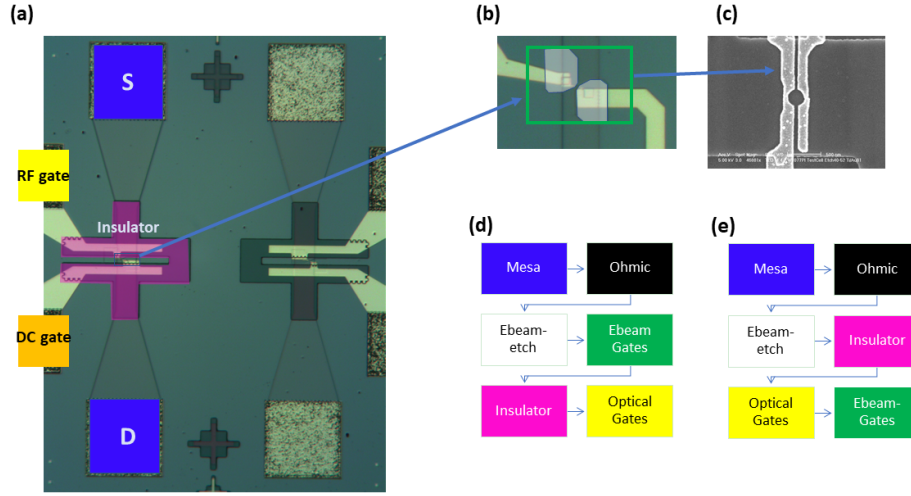 (a)
S
RF gate
Insulator
DC gate
D
(b)
(c)
(d)
Mesa
Ohmic
Ebeam-
etch
Ebeam
Gates
Insulator
Optical
Gates
(e)
Mesa
Ohmic
Ebeam-
etch
Insulator
Optical
Gates
Ebeam-
Gates